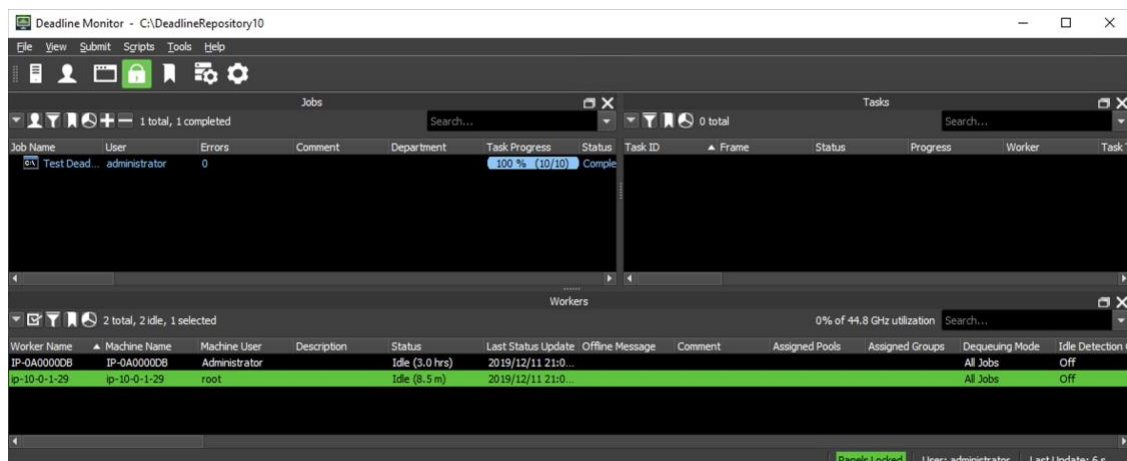 Deadline Monitor - C:\DeadlineRepository10
File View Submit Scripts Tools Help
Jobs
1 total, 1 completed
Search...
Job Name User Errors Comment Department Task Progress Status
Test Dead... administrator 0 100 % (10/10) Comple
Tasks
0 total
Search...
Task ID Frame Status Progress Worker Task
Workers
2 total, 2 idle, 1 selected
0% of 44.8 GHz utilization Search...
Worker Name Machine Name Machine User Description Status Last Status Update Offline Message Comment Assigned Pools Assigned Groups Dequeuing Mode Idle Detection
IP-0A0000DB IP-0A0000DB Administrator Idle (3.0 hrs) 2019/12/11 21:0... All Jobs Off
ip-10-0-1-29 ip-10-0-1-29 root Idle (8.5 m) 2019/12/11 21:0... All Jobs Off
Panels Locked User: administrator Last Update: 6 s